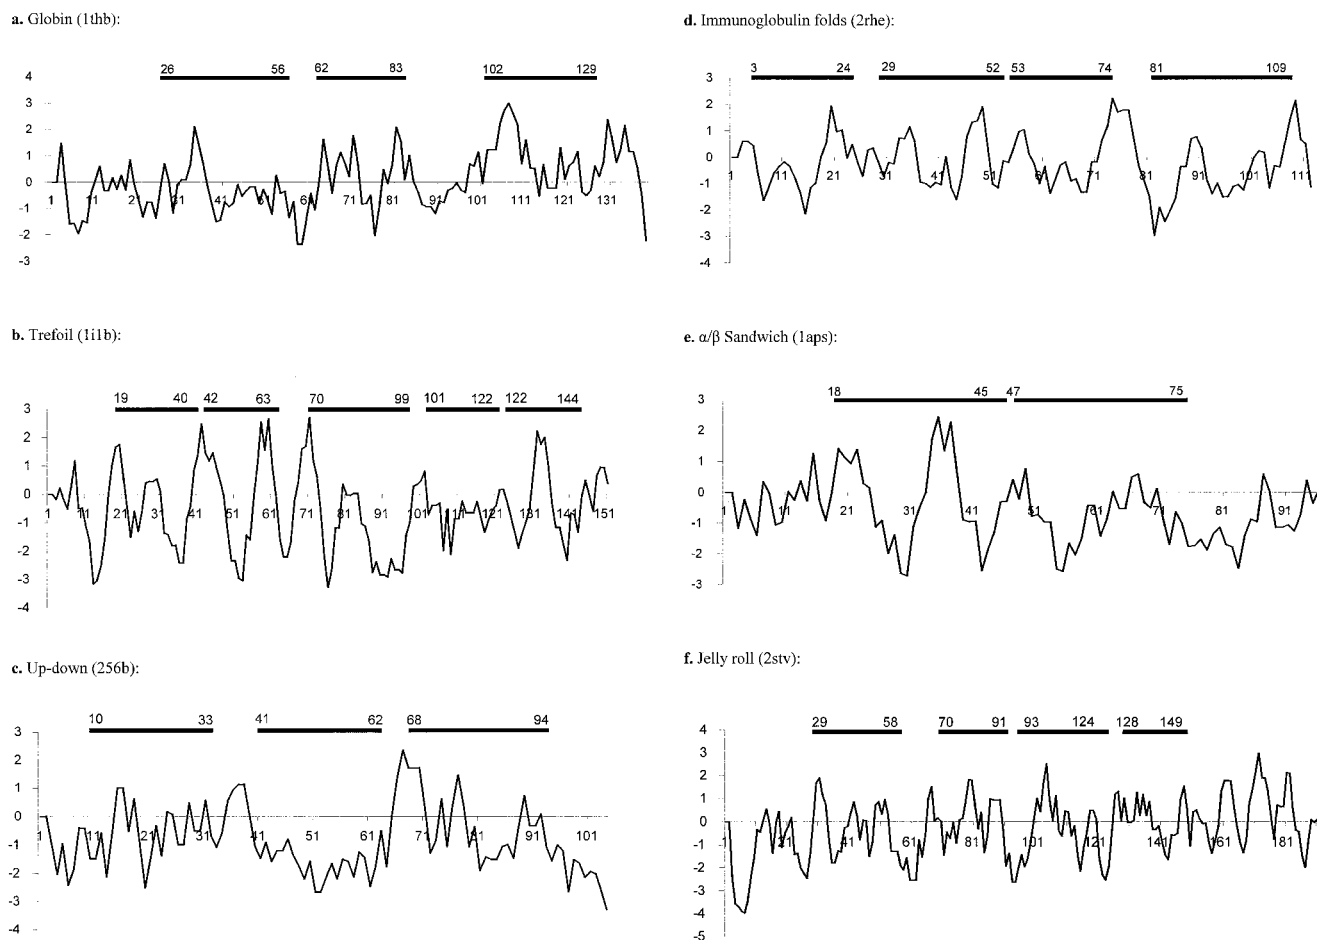 a. Globin (1thb):
26 56 62 83 102 129
4
3
2
1
0
-1
-2
-3
1 11 21 31 41 51 61 71 81 91 101 111 121 131
b. Trefoil (1i1b):
19 40 42 63 70 99 101 122 122 144
3
2
1
0
-1
-2
-3
-4
1 11 21 31 41 51 61 71 81 91 101 111 121 131 141 151
c. Up-down (256b):
10 33 41 62 68 94
3
2
1
0
-1
-2
-3
-4
1 11 21 31 41 51 61 71 81 91 101
d. Immunoglobulin folds (2rhe):
3 24 29 52 53 74 81 109
3
2
1
0
-1
-2
-3
-4
1 11 21 31 41 51 61 71 81 91 101 111
e. α/β Sandwich (1aps):
18 45 47 75
3
2
1
0
-1
-2
-3
1 11 21 31 41 51 61 71 81 91
f. Jelly roll (2stv):
29 58 70 91 93 124 128 149
4
3
2
1
0
-1
-2
-3
-4
-5
1 21 41 61 81 101 121 141 161 181